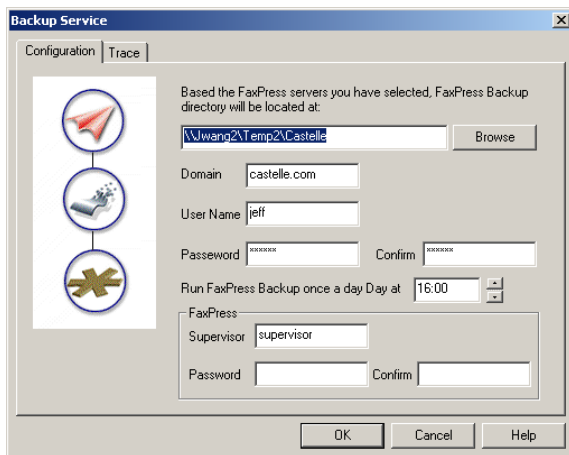 Backup Service
Configuration Trace
Based the FaxPress servers you have selected, FaxPress Backup
directory will be located at:
\\Jwang2\Temp2\Castelle Browse
Domain castelle.com
User Name jeff
Passeword ****** Confirm ******
Run FaxPress Backup once a day Day at 16:00
FaxPress
Supervisor supervisor
Password Confirm
OK Cancel Help